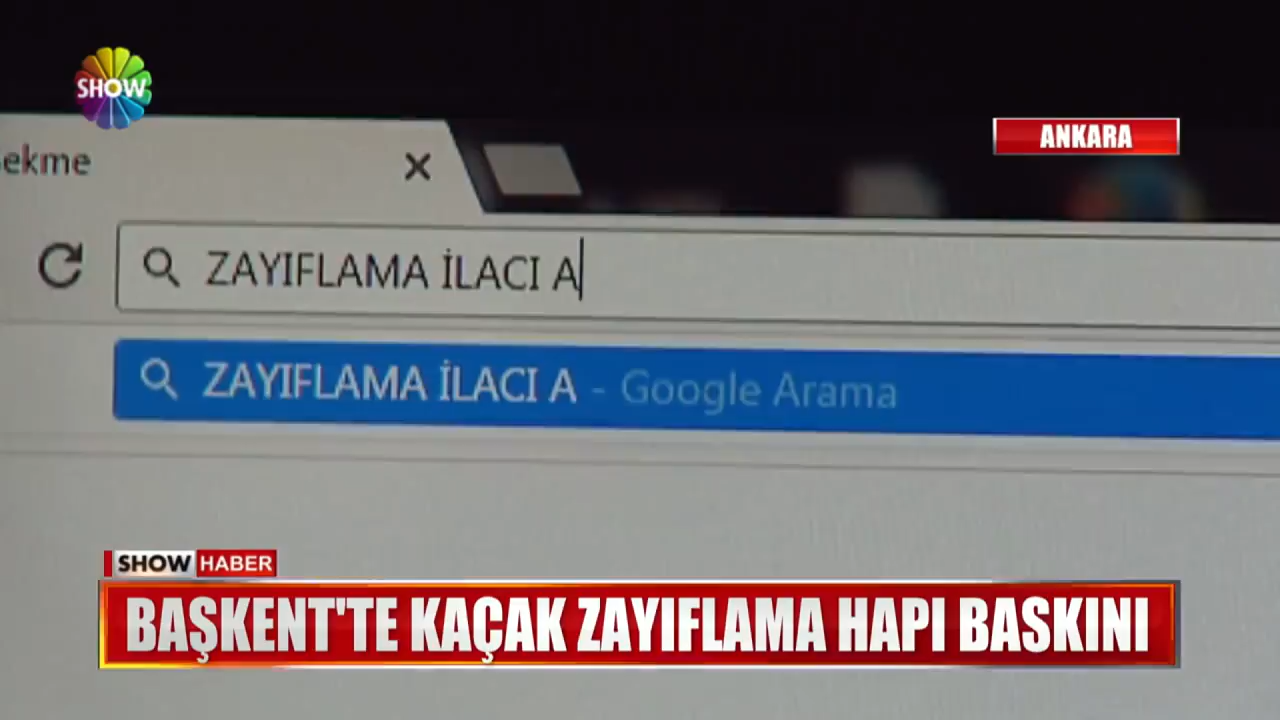 SHOW
ANKARA
ekme
ZAYIFLAMA İLACI A
ZAYIFLAMA İLACI A - Google Arama
SHOW HABER
BAŞKENT'TE KAÇAK ZAYIFLAMA HAPI BASKINI